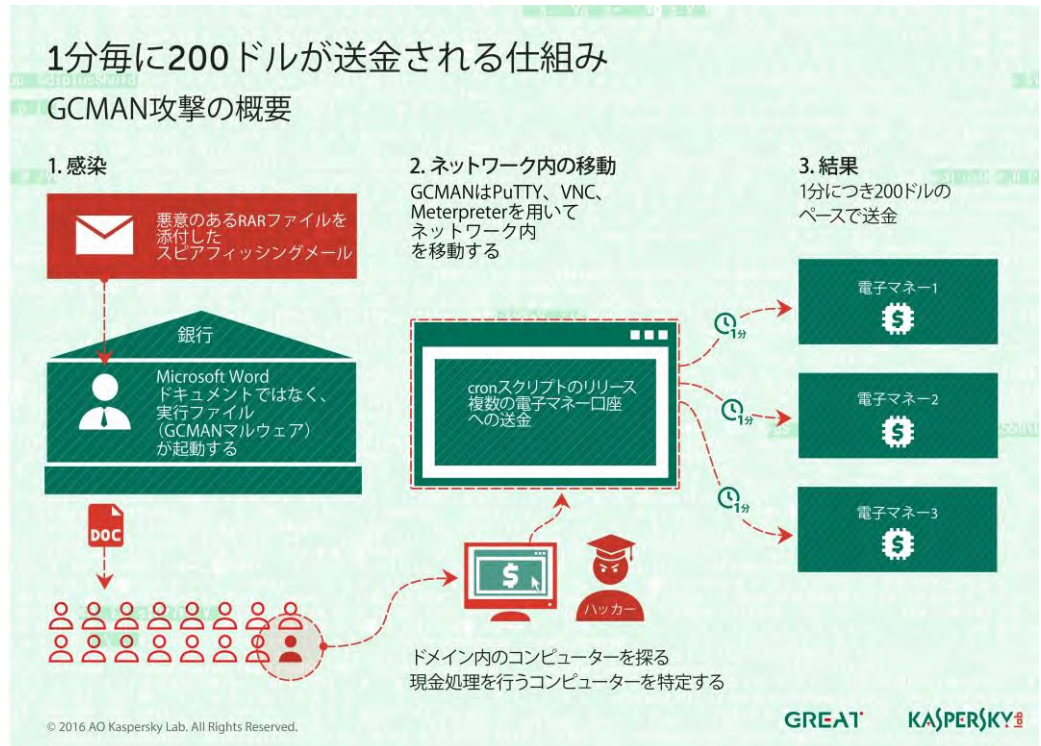 1分毎に200ドルが送金される仕組み
GCMAN攻撃の概要
1. 感染
悪意のあるRARファイルを
添付した
スピアフィッシングメール
銀行
Microsoft Word
ドキュメントではなく、
実行ファイル
（GCMANマルウェア）
が起動する
DOC
2. ネットワーク内の移動
GCMANはPuTTY、VNC、
Meterpreterを用いて
ネットワーク内
を移動する
cronスクリプトのリリース
複数の電子マネー口座
への送金
$
ハッカー
ドメイン内のコンピューターを探る
現金処理を行うコンピューターを特定する
3. 結果
1分につき200ドルの
ペースで送金
1分
電子マネー1
$
1分
電子マネー2
$
1分
電子マネー3
$
© 2016 AO Kaspersky Lab. All Rights Reserved.
GREAT
KASPERSKY lab